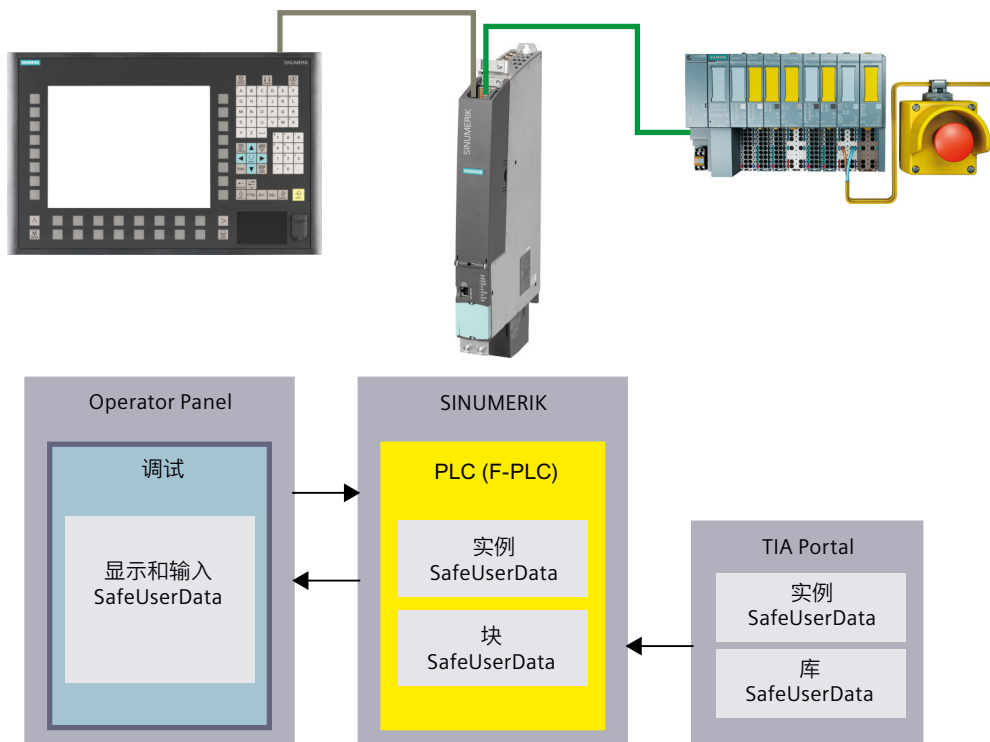 SIEMENS
SINUMERIK
SINUMERIK
SIEMENS
SIEMENS
Operator Panel
调试
显示和输入
SafeUserData
SINUMERIK
PLC (F-PLC)
实例
SafeUserData
块
SafeUserData
TIA Portal
实例
SafeUserData
库
SafeUserData